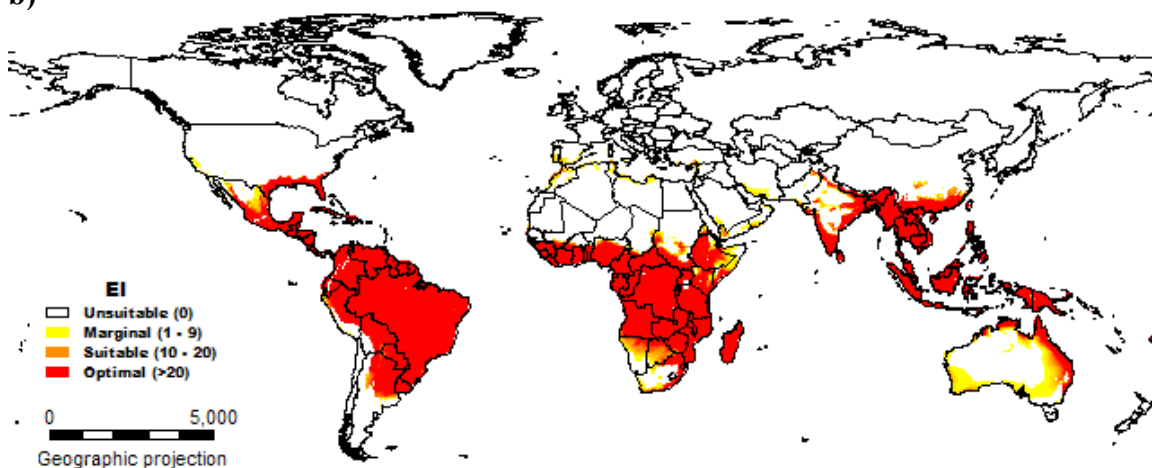 b)
EI
Unsuitable (0)
Marginal (1 - 9)
Suitable (10 - 20)
Optimal (>20)
0 5,000
Geographic projection